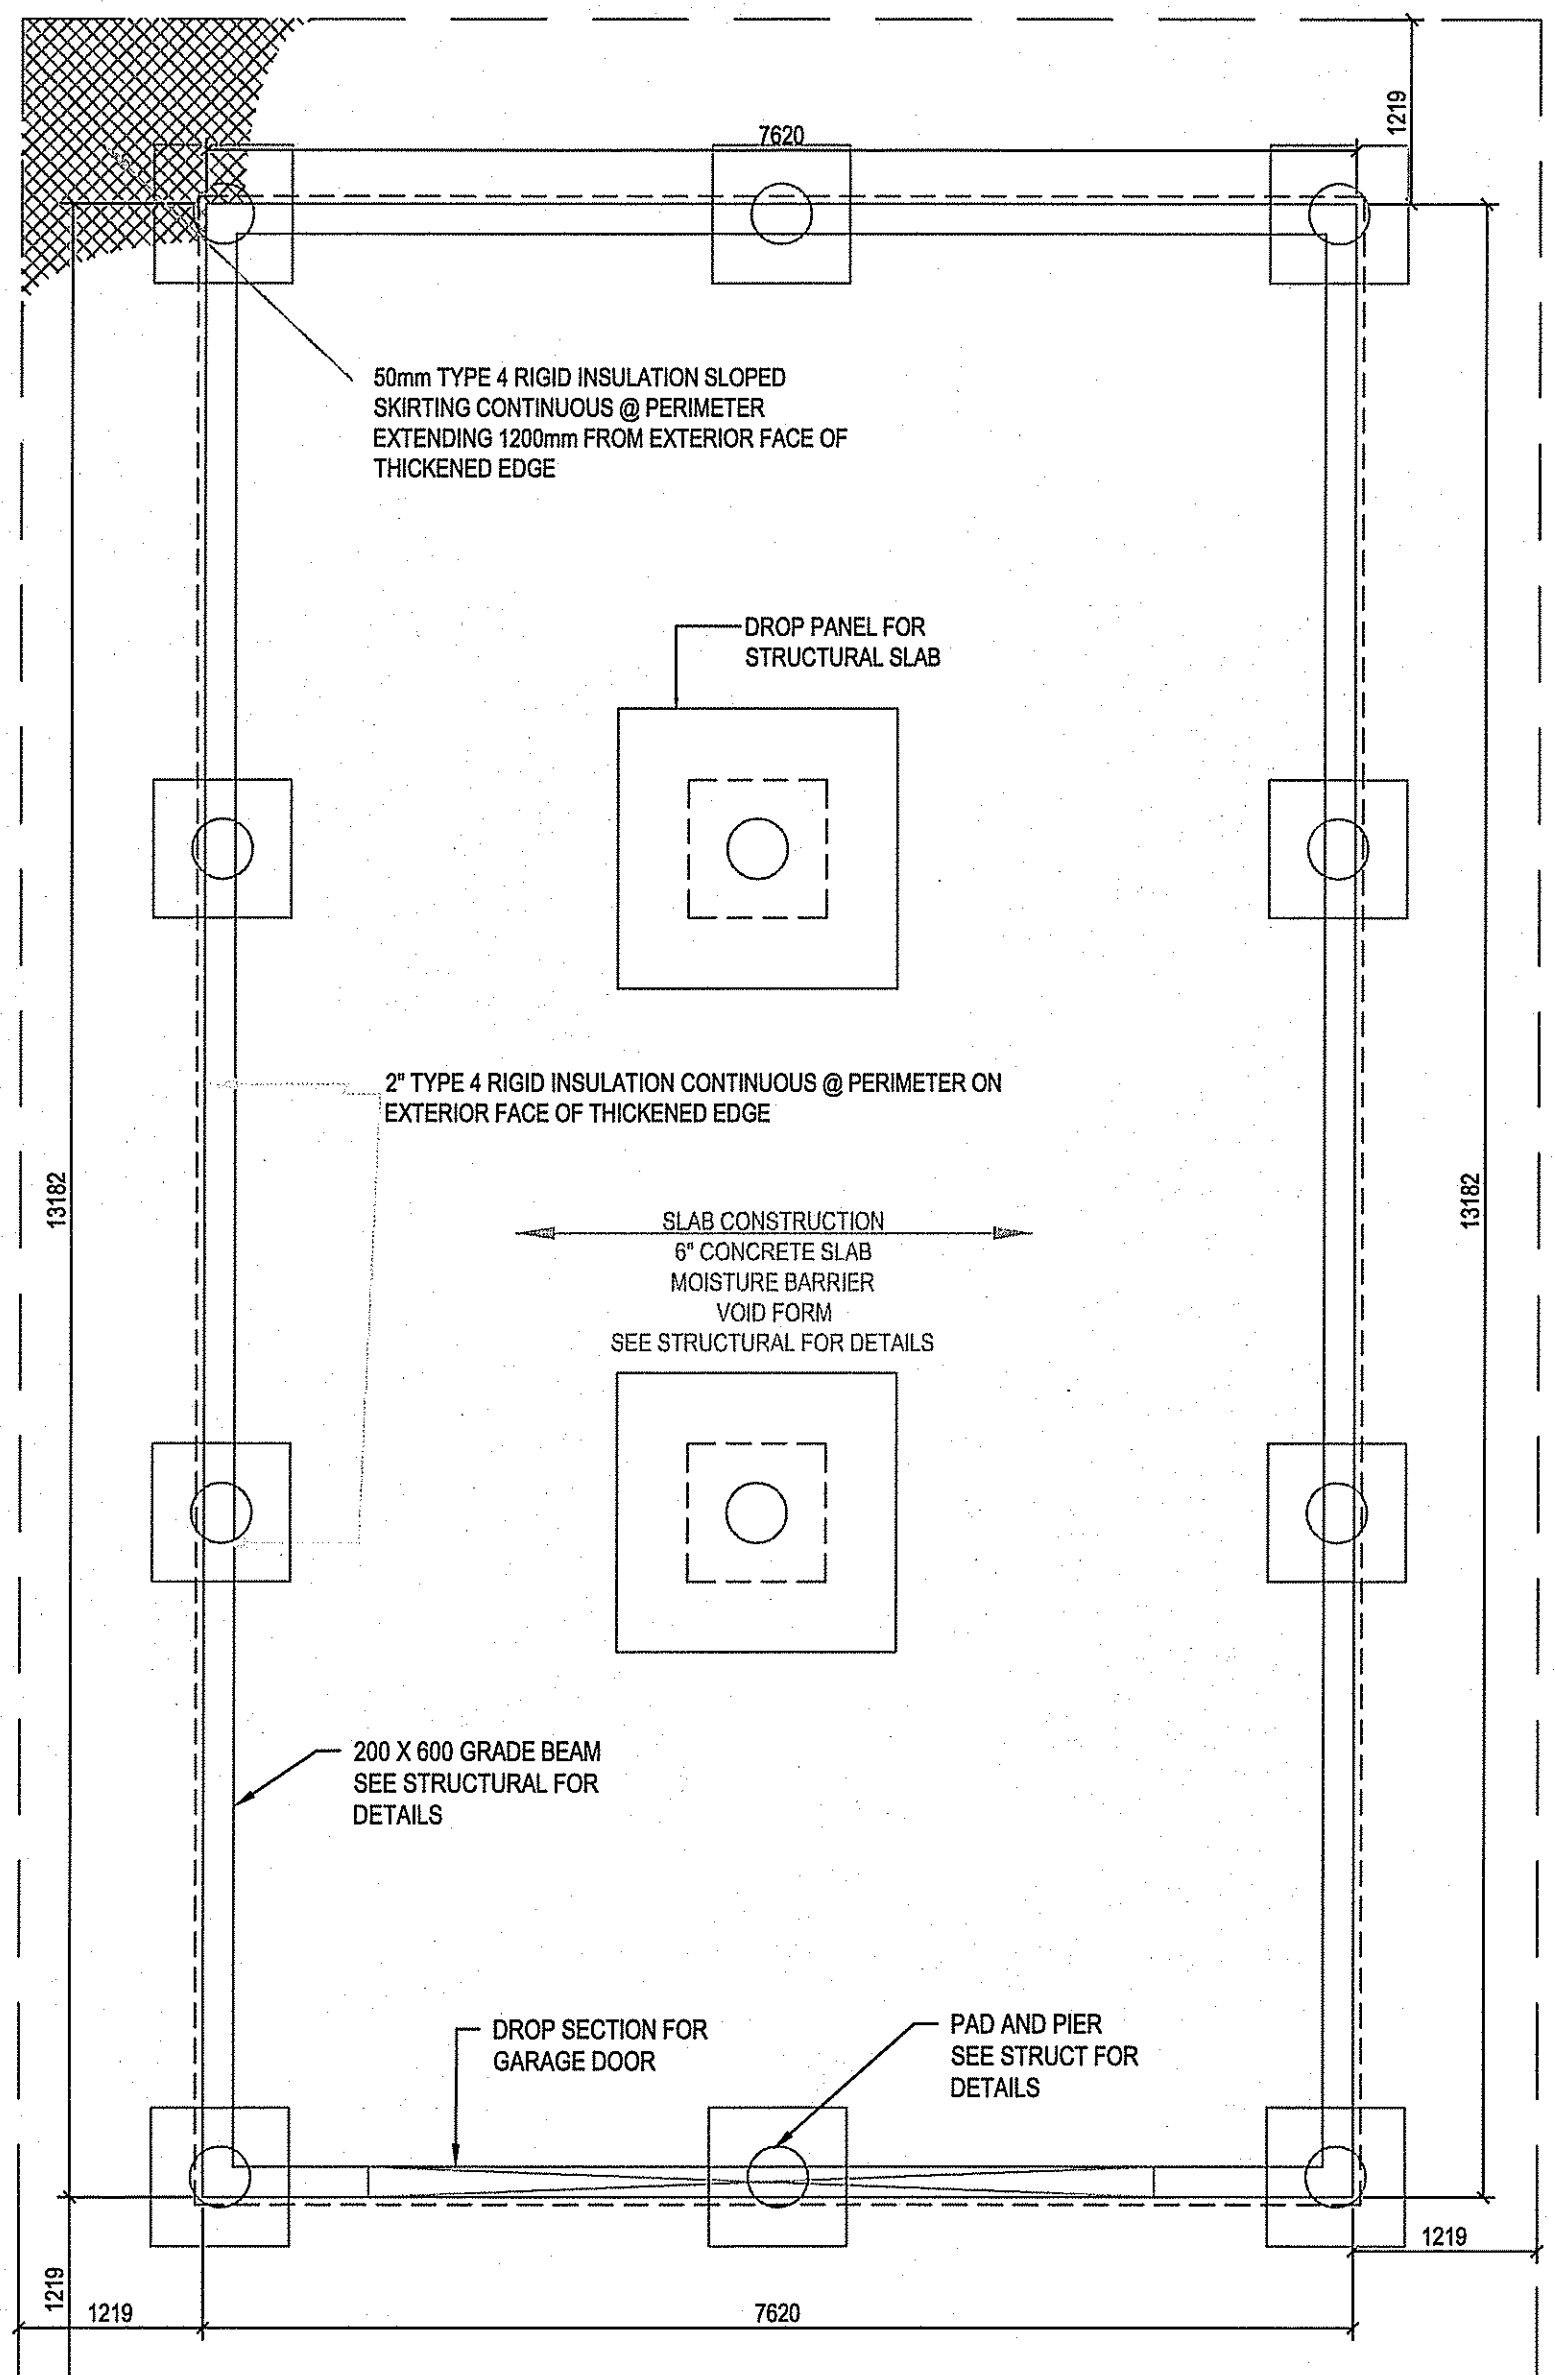 1219
7620
50mm TYPE 4 RIGID INSULATION SLOPED
SKIRTING CONTINUOUS @ PERIMETER
EXTENDING 1200mm FROM EXTERIOR FACE OF
THICKENED EDGE
DROP PANEL FOR
STRUCTURAL SLAB
2" TYPE 4 RIGID INSULATION CONTINUOUS @ PERIMETER ON
EXTERIOR FACE OF THICKENED EDGE
13182
13182
SLAB CONSTRUCTION
6" CONCRETE SLAB
MOISTURE BARRIER
VOID FORM
SEE STRUCTURAL FOR DETAILS
200 X 600 GRADE BEAM
SEE STRUCTURAL FOR
DETAILS
DROP SECTION FOR
GARAGE DOOR
PAD AND PIER
SEE STRUCT FOR
DETAILS
1219
1219
1219
7620